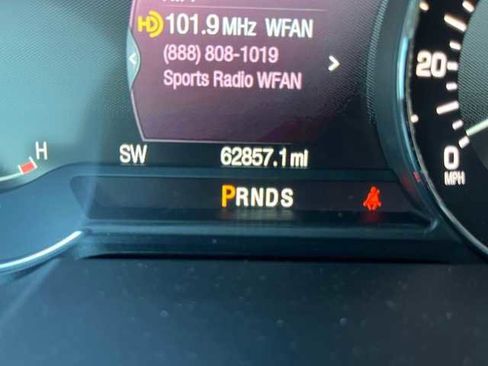 HD 101.9 MHz WFAN
(888) 808-1019
Sports Radio WFAN
20
H
SW 62857.1 mi
0
MPH
PRNDS